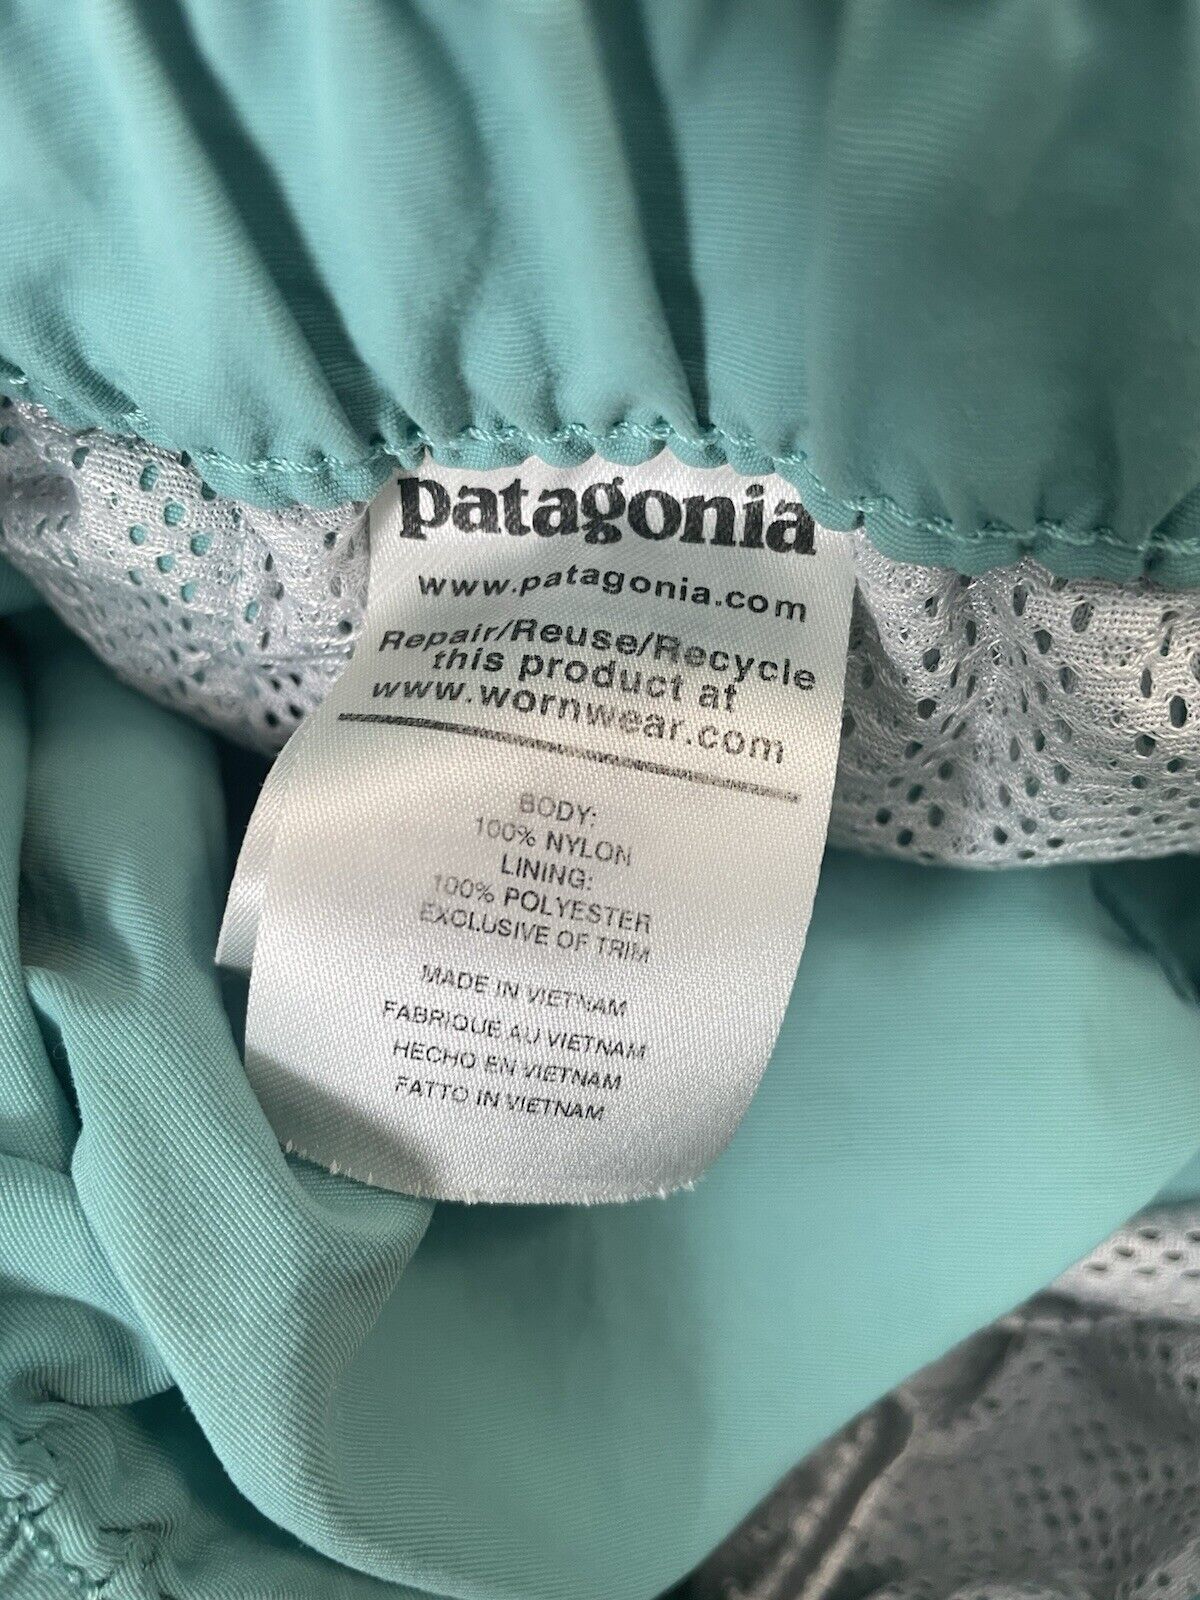 patagonia
www.patagonia.com
Repair/Reuse/Recycle
this product at
www.wornwear.com
BODY:
100% NYLON
LINING:
100% POLYESTER
EXCLUSIVE OF TRIM
MADE IN VIETNAM
FABRIQUE AU VIETNAM
HECHO EN VIETNAM
FATTO IN VIETNAM